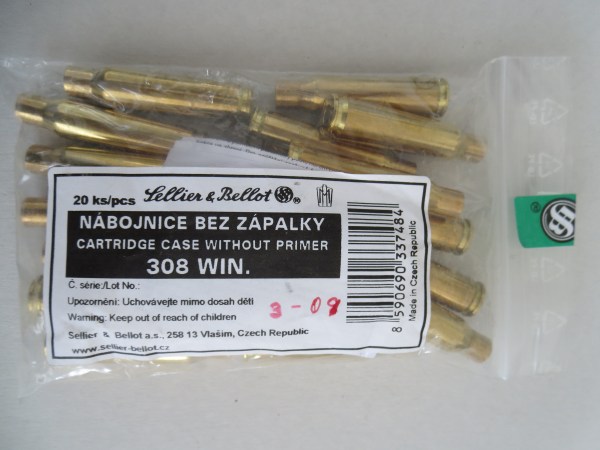 20 ks/pcs Sellier & Bellot
NÁBOJNICE BEZ ZÁPALKY
CARTRIDGE CASE WITHOUT PRIMER
308 WIN.
Č. série:/Lot No.:
Upozornění: Uchovávejte mimo dosah dětí
3-09
Warning: Keep out of reach of children
Sellier & Bellot a.s., 258 13 Vlašim, Czech Republic
www.sellier-bellot.cz
8 590690 337484
Made in Czech Republic